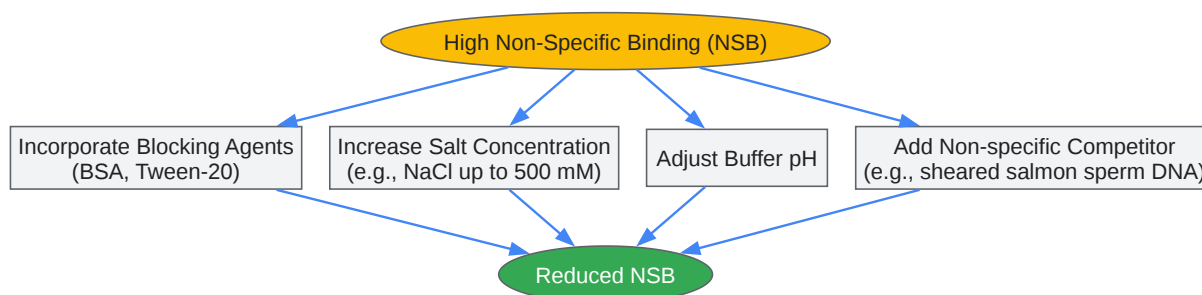 High Non-Specific Binding (NSB)
Incorporate Blocking Agents
(BSA, Tween-20)
Increase Salt Concentration
(e.g., NaCl up to 500 mM)
Adjust Buffer pH
Add Non-specific Competitor
(e.g., sheared salmon sperm DNA)
Reduced NSB